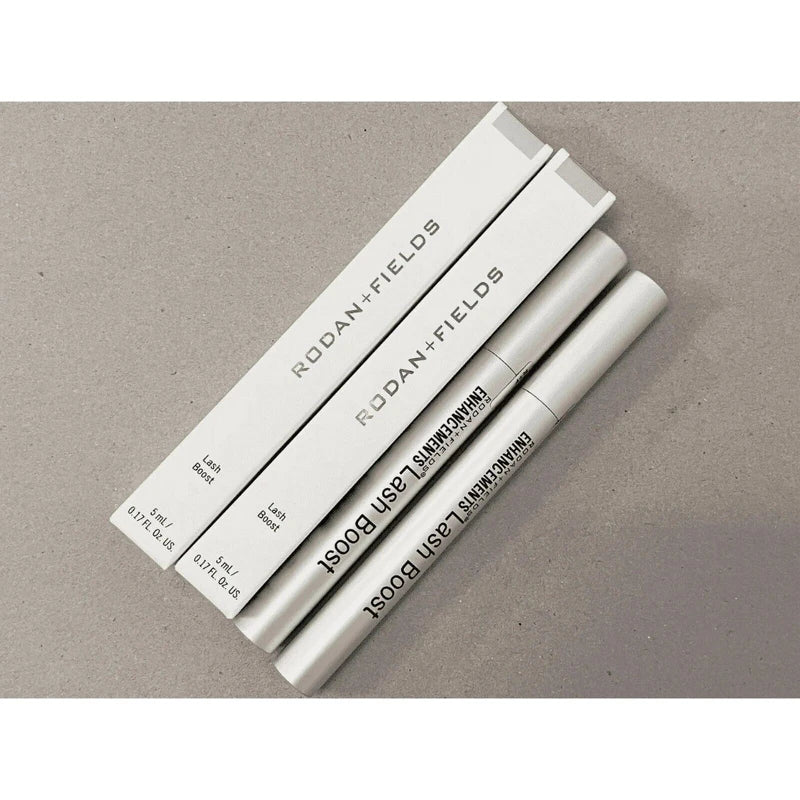 RODAN+FIELDS
Lash
Boost
5 mL/
0.17 FL. Oz. US.
RODAN+FIELDS
Lash
Boost
5 mL/
0.17 FL. Oz. US.
RODAN+FIELDS®
ENHANCEMENTS
Lash Boost
RODAN+FIELDS®
ENHANCEMENTS
Lash Boost